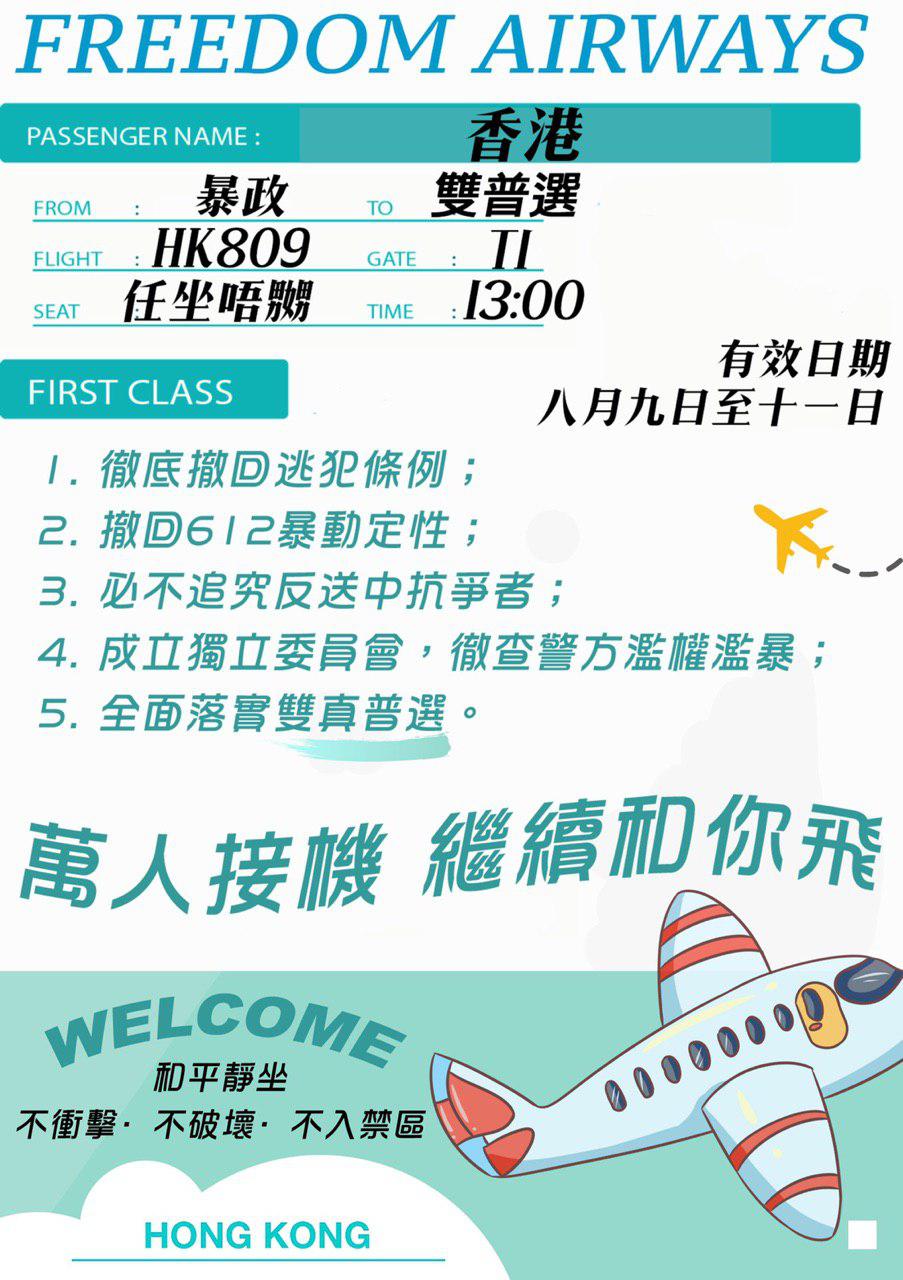 FREEDOM AIRWAYS
PASSENGER NAME : 香港
FROM : 暴政 TO 雙普選
FLIGHT : HK809 GATE : T1
SEAT : 任坐唔嬲 TIME : 13:00
有效日期
八月九日至十一日
FIRST CLASS
1. 徹底撤回逃犯條例；
2. 撤回612暴動定性；
3. 必不追究反送中抗爭者；
4. 成立獨立委員會，徹查警方濫權濫暴；
5. 全面落實雙真普選。
萬人接機 繼續和你飛
WELCOME
和平靜坐
不衝擊· 不破壞· 不入禁區
HONG KONG